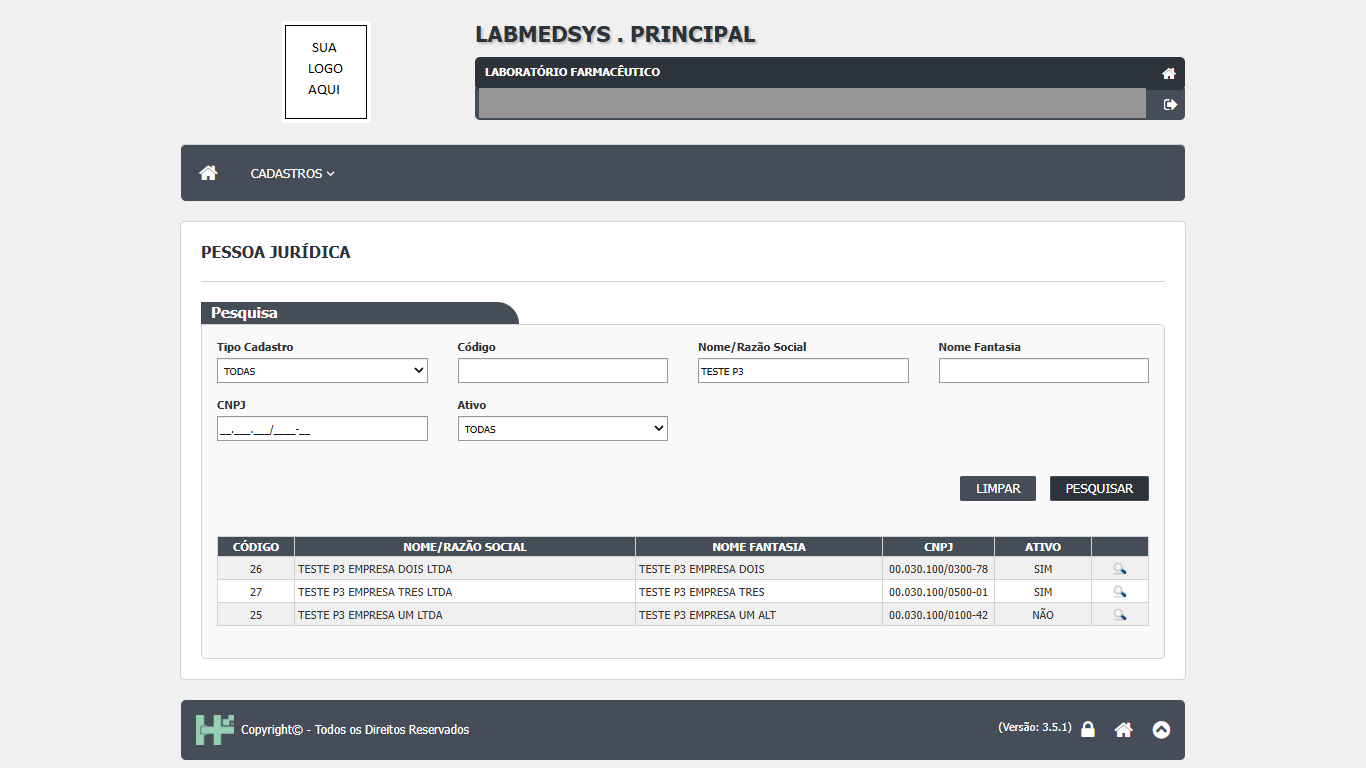 SUA
LOGO
AQUI
LABMEDSYS . PRINCIPAL
LABORATÓRIO FARMACÊUTICO
CADASTROS
PESSOA JURÍDICA
Pesquisa
Tipo Cadastro Código Nome/Razão Social Nome Fantasia
TODAS TESTE P3
CNPJ Ativo
__.___.___/____-__ TODAS
LIMPAR PESQUISAR
CÓDIGO NOME/RAZÃO SOCIAL NOME FANTASIA CNPJ ATIVO
26 TESTE P3 EMPRESA DOIS LTDA TESTE P3 EMPRESA DOIS 00.030.100/0300-78 SIM
27 TESTE P3 EMPRESA TRES LTDA TESTE P3 EMPRESA TRES 00.030.100/0500-01 SIM
25 TESTE P3 EMPRESA UM LTDA TESTE P3 EMPRESA UM ALT 00.030.100/0100-42 NÃO
Copyright© - Todos os Direitos Reservados (Versão: 3.5.1)